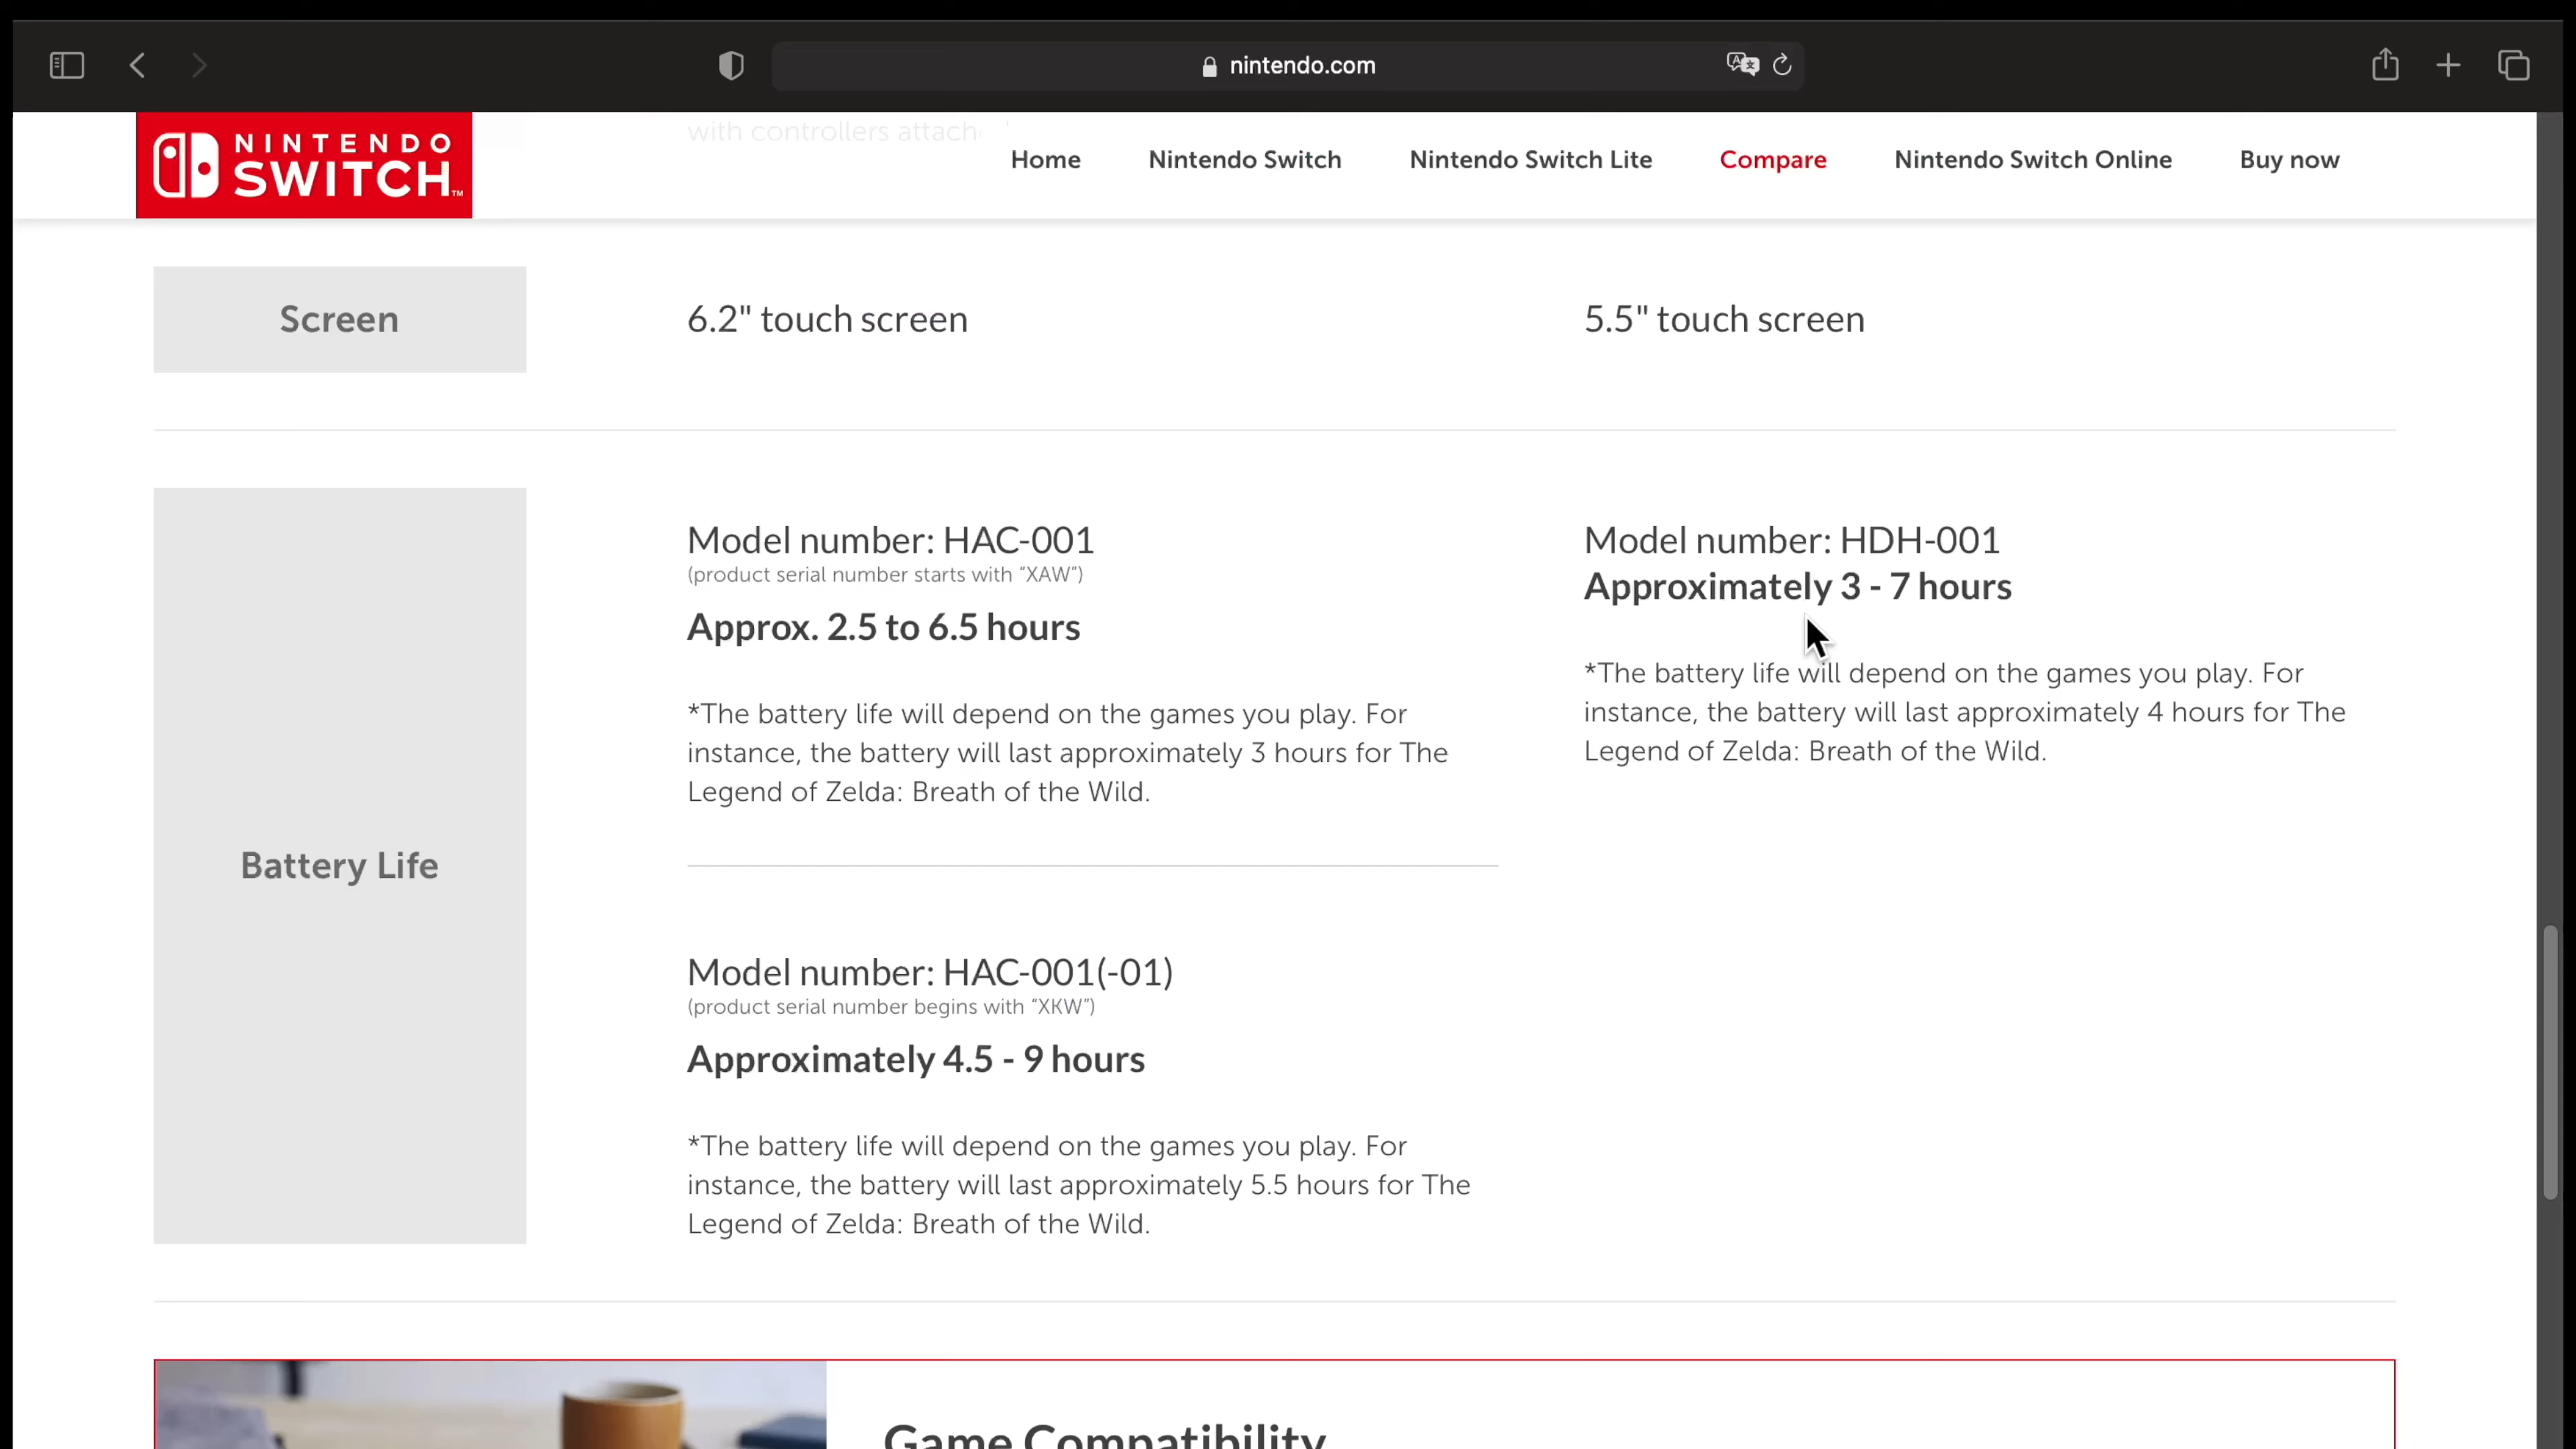 nintendo.com
with controllers attach
NINTENDO
SWITCH™
Home Nintendo Switch Nintendo Switch Lite Compare Nintendo Switch Online Buy now
Screen
6.2" touch screen
5.5" touch screen
Battery Life
Model number: HAC-001
(product serial number starts with “XAW”)
Approx. 2.5 to 6.5 hours
*The battery life will depend on the games you play. For
instance, the battery will last approximately 3 hours for The
Legend of Zelda: Breath of the Wild.
Model number: HDH-001
Approximately 3 - 7 hours
*The battery life will depend on the games you play. For
instance, the battery will last approximately 4 hours for The
Legend of Zelda: Breath of the Wild.
Model number: HAC-001(-01)
(product serial number begins with “XKW”)
Approximately 4.5 - 9 hours
*The battery life will depend on the games you play. For
instance, the battery will last approximately 5.5 hours for The
Legend of Zelda: Breath of the Wild.
Game Compatibility